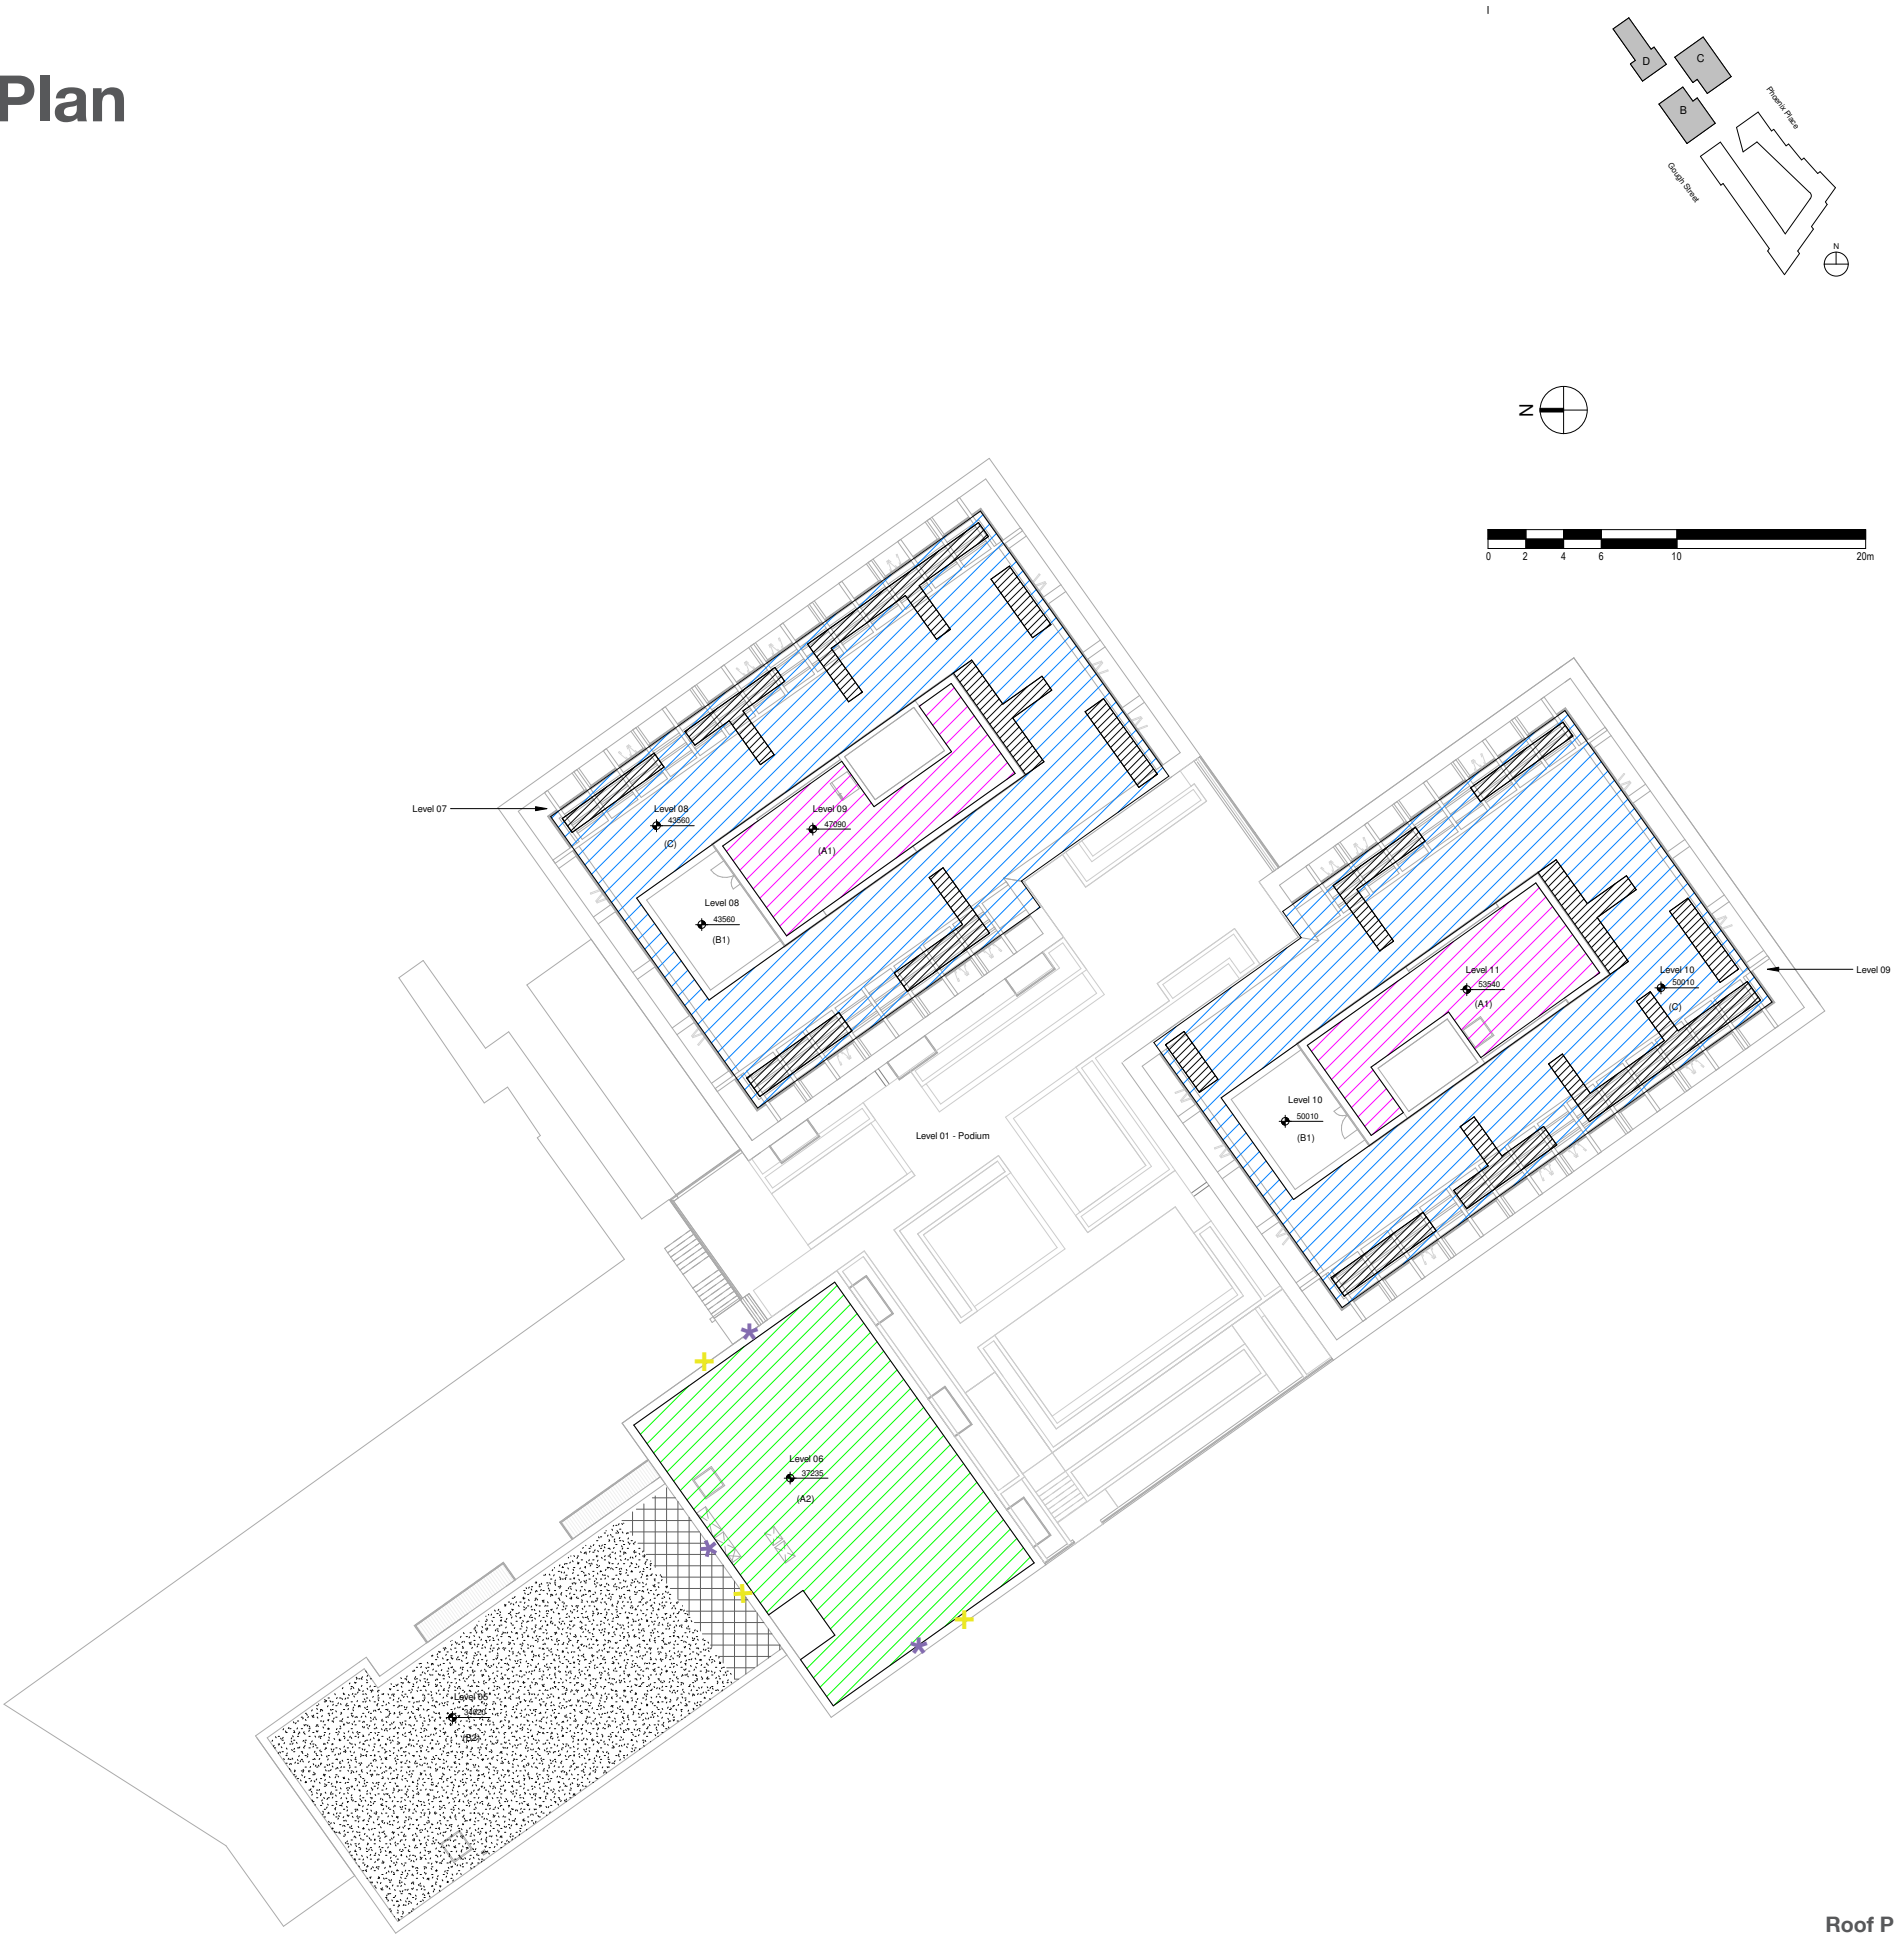 Plan
D
C
B
Phoenix Place
Gough Street
N
N
0 2 4 6 10 20m
Level 07
Level 08
43560
(C)
Level 09
47090
(A1)
Level 08
43560
(B1)
Level 11
53540
(A1)
Level 10
50010
(C)
Level 09
Level 10
50010
(B1)
Level 01 - Podium
Level 06
37235
(A2)
Level 05
(B2)
Roof P